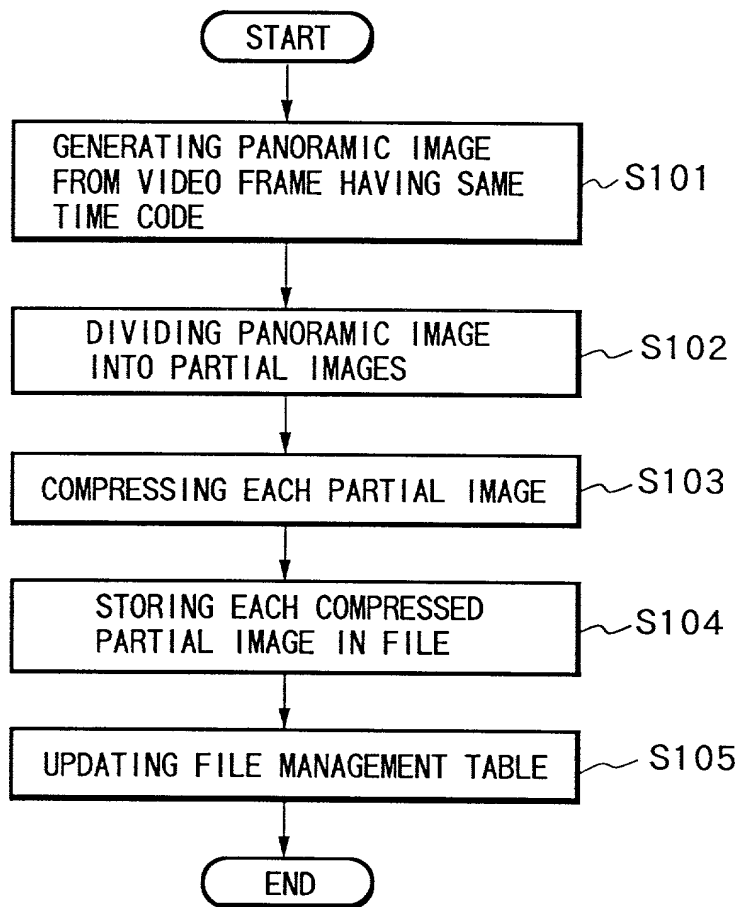 START
GENERATING PANORAMIC IMAGE
FROM VIDEO FRAME HAVING SAME
TIME CODE
S101
DIVIDING PANORAMIC IMAGE
INTO PARTIAL IMAGES
S102
COMPRESSING EACH PARTIAL IMAGE
S103
STORING EACH COMPRESSED
PARTIAL IMAGE IN FILE
S104
UPDATING FILE MANAGEMENT TABLE
S105
END